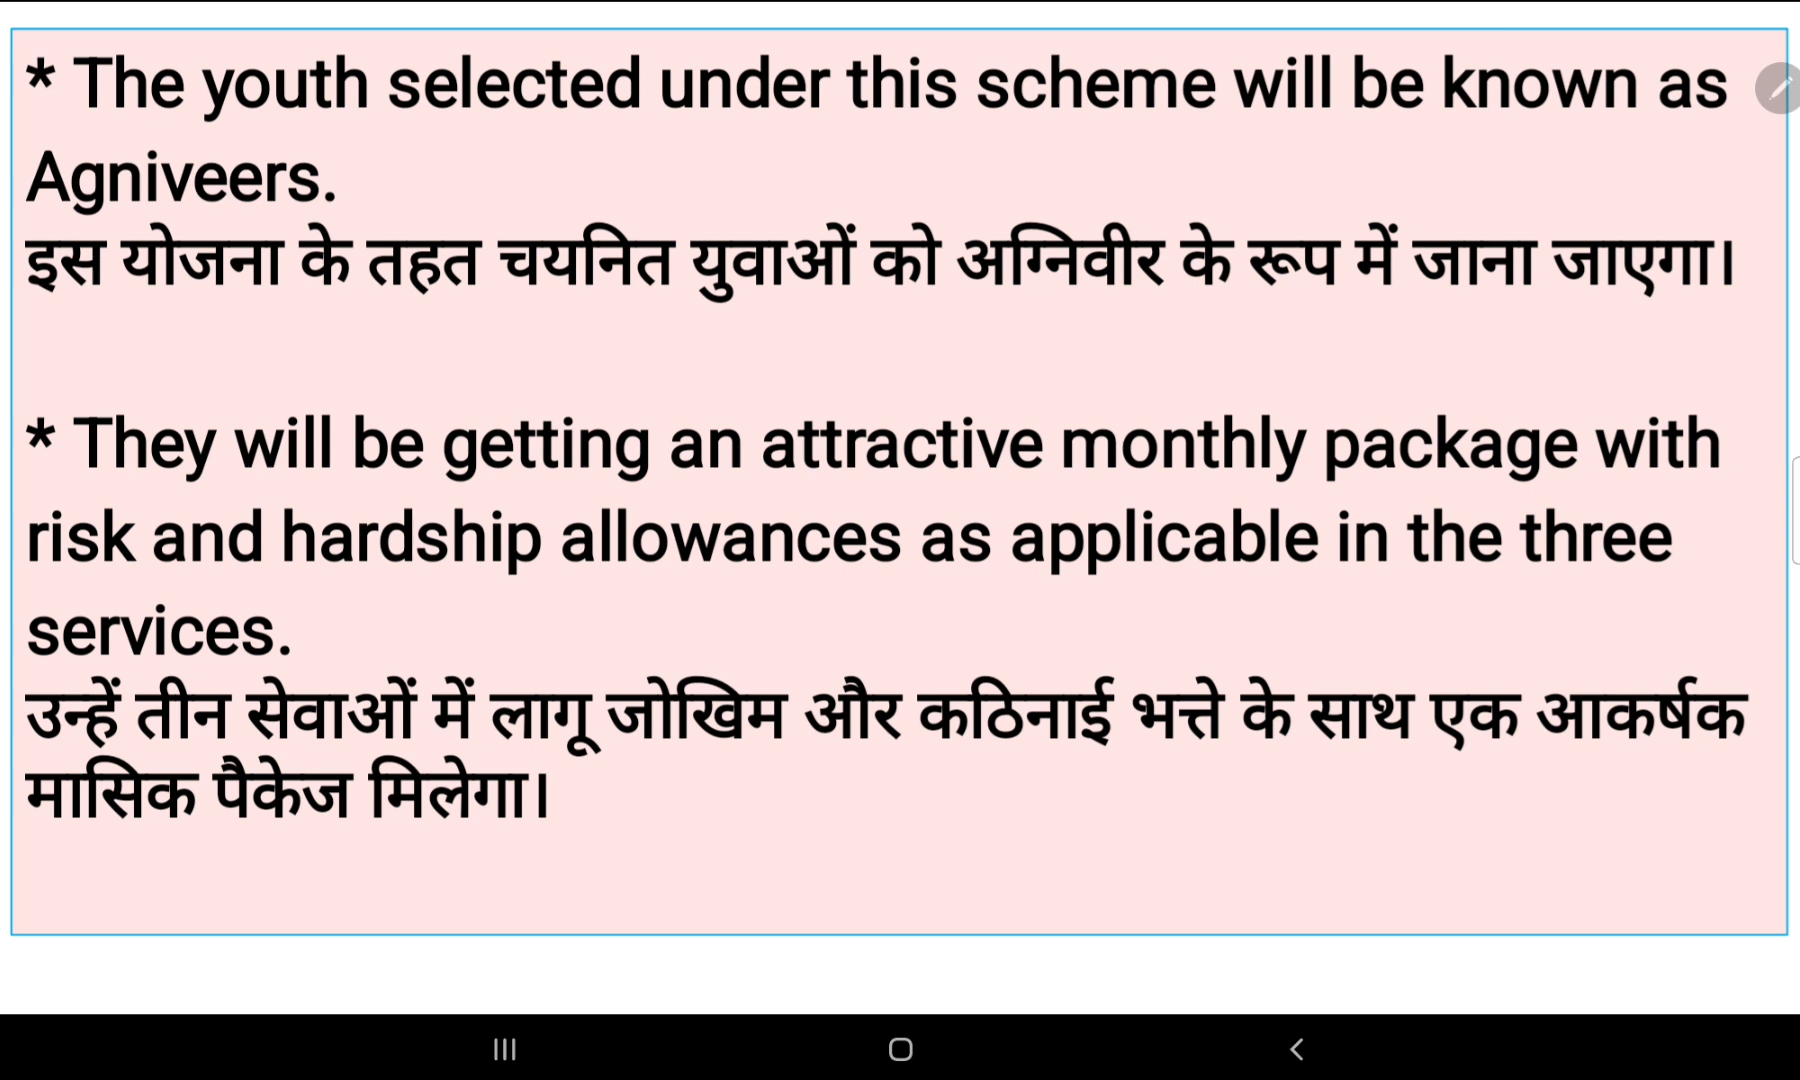 * The youth selected under this scheme will be known as
Agniveers.
इस योजना के तहत चयनित युवाओं को अग्निवीर के रूप में जाना जाएगा।
* They will be getting an attractive monthly package with
risk and hardship allowances as applicable in the three
services.
उन्हें तीन सेवाओं में लागू जोखिम और कठिनाई भत्ते के साथ एक आकर्षक
मासिक पैकेज मिलेगा।